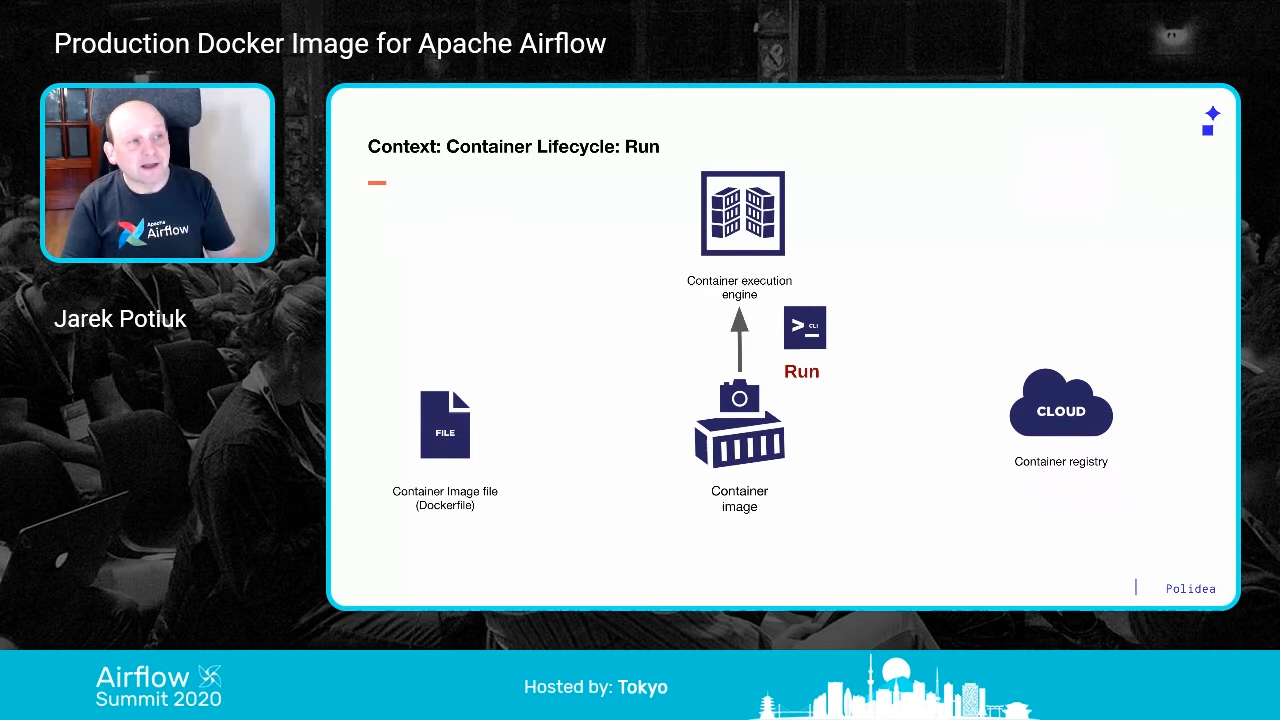 Production Docker Image for Apache Airflow
Apache
Airflow
Jarek Potiuk
Context: Container Lifecycle: Run
Container execution
engine
>_ CLI
Run
FILE
CLOUD
Container Image file
(Dockerfile)
Container
image
Container registry
| Polidea
Airflow
Summit 2020
Hosted by: Tokyo